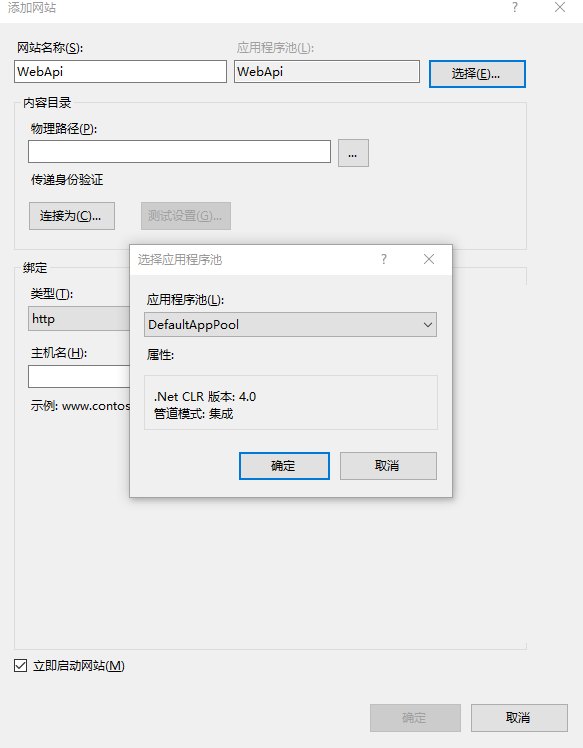 添加网站
?
网站名称(S):
应用程序池(L):
WebApi
WebApi
选择(E)...
内容目录
物理路径(P):
...
传递身份验证
连接为(C)...
测试设置(G)...
绑定
类型(T):
http
主机名(H):
示例: www.contos
选择应用程序池
?
应用程序池(L):
DefaultAppPool
属性:
.Net CLR 版本: 4.0
管道模式: 集成
确定
取消
立即启动网站(M)
确定
取消